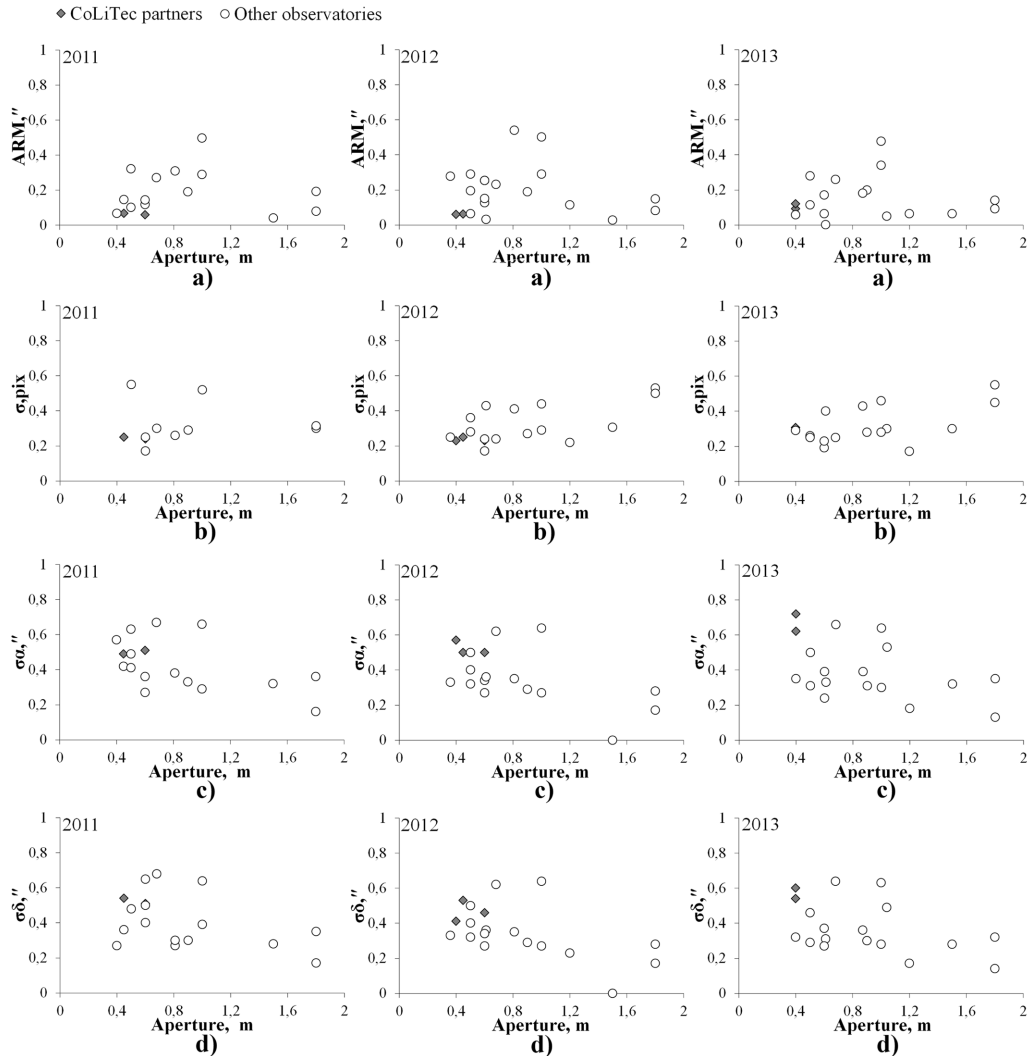 CoLiTec partners Other observatories
2011 2012 2013
1 1 1
0,8 0,8 0,8
0,6 0,6 0,6
ARM,″ ARM,″ ARM,″
0,4 0,4 0,4
0,2 0,2 0,2
0 0 0
0 0,4 0,8 1,2 1,6 2 0 0,4 0,8 1,2 1,6 2 0 0,4 0,8 1,2 1,6 2
Aperture, m Aperture, m Aperture, m
a) a) a)
2011 2012 2013
1 1 1
0,8 0,8 0,8
0,6 0,6 0,6
σ,pix σ,pix σ,pix
0,4 0,4 0,4
0,2 0,2 0,2
0 0 0
0 0,4 0,8 1,2 1,6 2 0 0,4 0,8 1,2 1,6 2 0 0,4 0,8 1,2 1,6 2
Aperture, m Aperture, m Aperture, m
b) b) b)
2011 2012 2013
1 1 1
0,8 0,8 0,8
0,6 0,6 0,6
σα,″ σα,″ σα,″
0,4 0,4 0,4
0,2 0,2 0,2
0 0 0
0 0,4 0,8 1,2 1,6 2 0 0,4 0,8 1,2 1,6 2 0 0,4 0,8 1,2 1,6 2
Aperture, m Aperture, m Aperture, m
c) c) c)
2011 2012 2013
1 1 1
0,8 0,8 0,8
0,6 0,6 0,6
σδ,″ σδ,″ σδ,″
0,4 0,4 0,4
0,2 0,2 0,2
0 0 0
0 0,4 0,8 1,2 1,6 2 0 0,4 0,8 1,2 1,6 2 0 0,4 0,8 1,2 1,6 2
Aperture, m Aperture, m Aperture, m
d) d) d)